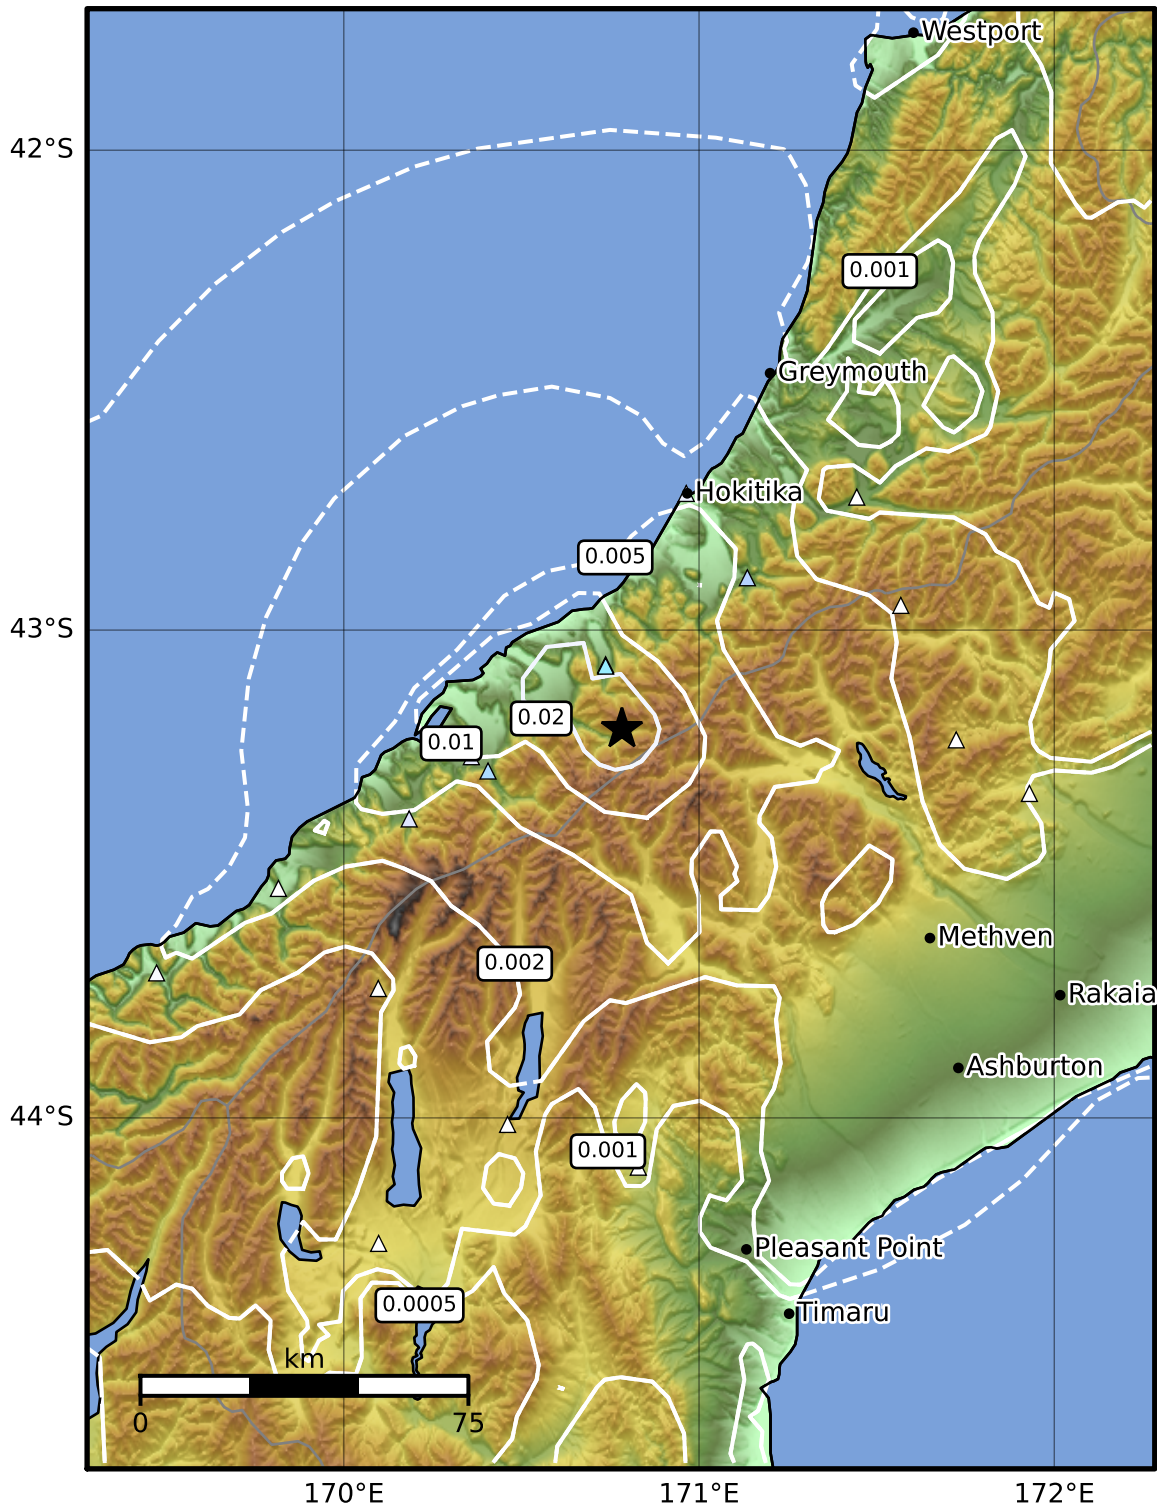 Westport
42°S
0.001
Greymouth
Hokitika
0.005
43°S
0.02
0.01
Methven
0.002
Rakaia
Ashburton
44°S
0.001
Pleasant Point
0.0005
Timaru
km
0 75
170°E 171°E 172°E